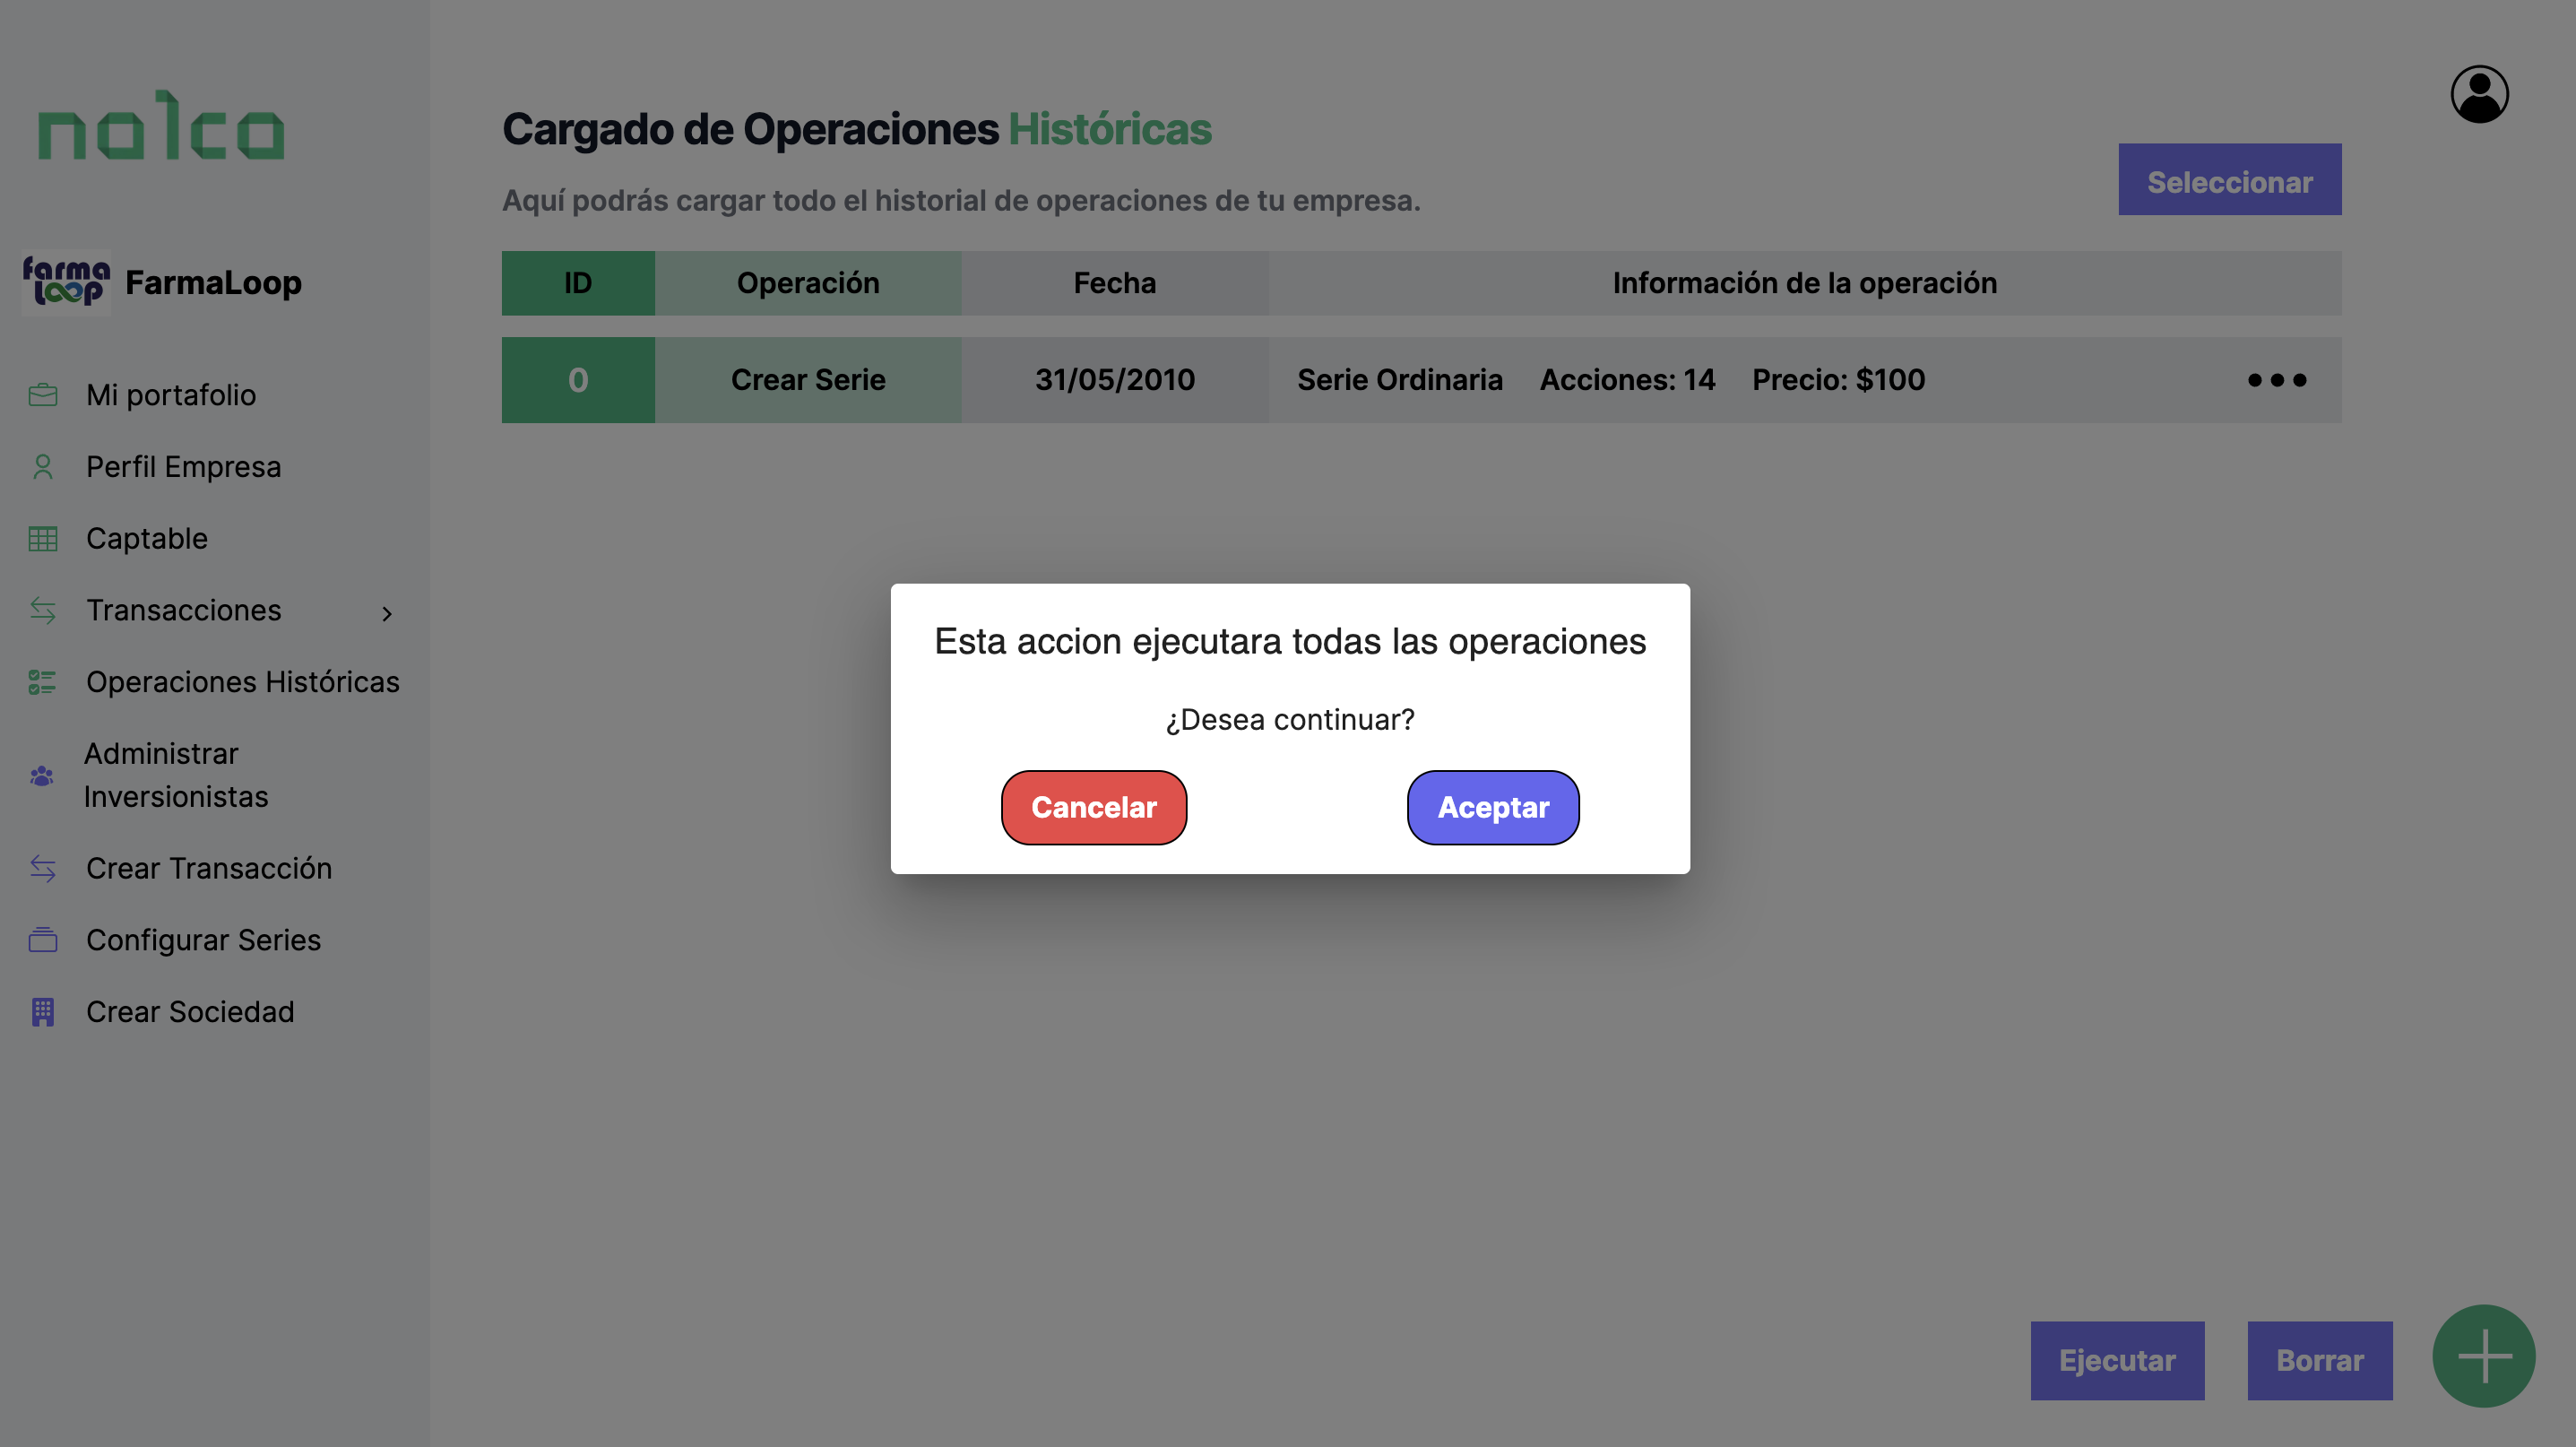 nalca
farma
loop
FarmaLoop
Mi portafolio
Perfil Empresa
Captable
Transacciones
Operaciones Históricas
Administrar
Inversionistas
Crear Transacción
Configurar Series
Crear Sociedad
Cargado de Operaciones Históricas
Aquí podrás cargar todo el historial de operaciones de tu empresa.
Seleccionar
ID Operación Fecha Información de la operación
0 Crear Serie 31/05/2010 Serie Ordinaria Acciones: 14 Precio: $100
Esta accion ejecutara todas las operaciones
¿Desea continuar?
Cancelar Aceptar
Ejecutar Borrar